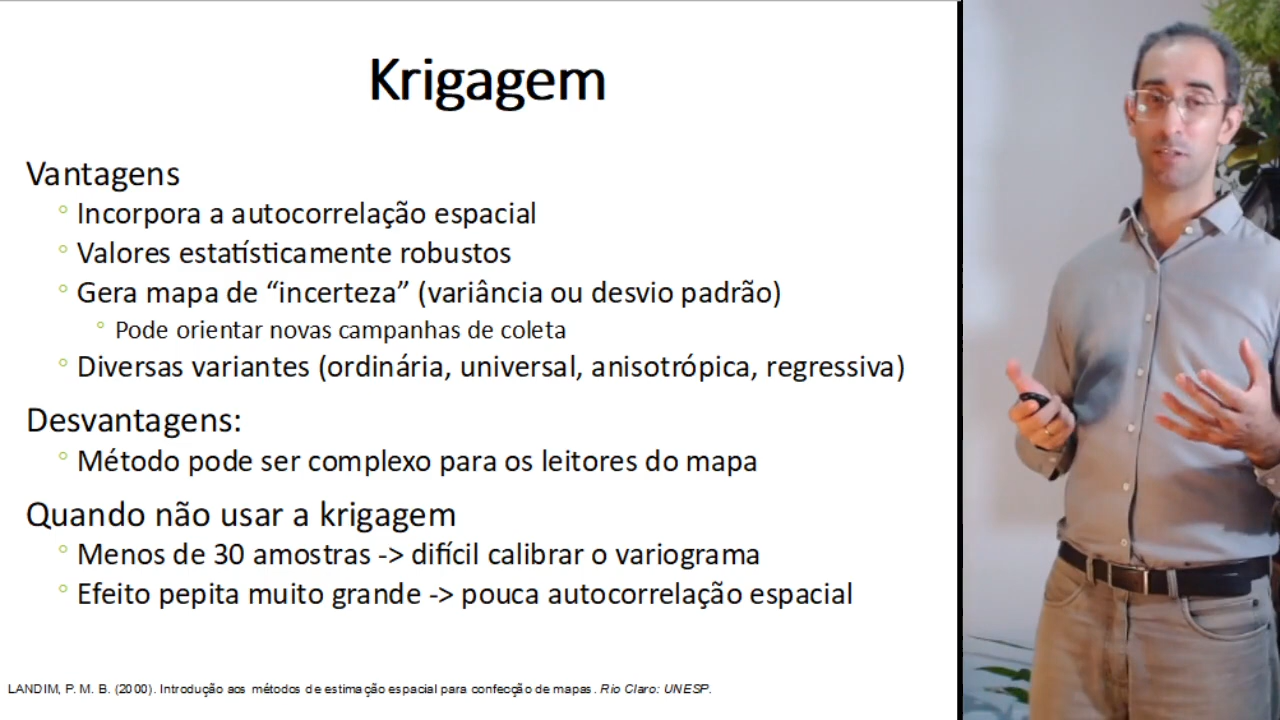 Krigagem
Vantagens
° Incorpora a autocorrelação espacial
° Valores estatísticamente robustos
° Gera mapa de “incerteza” (variância ou desvio padrão)
° Pode orientar novas campanhas de coleta
° Diversas variantes (ordinária, universal, anisotrópica, regressiva)
Desvantagens:
° Método pode ser complexo para os leitores do mapa
Quando não usar a krigagem
° Menos de 30 amostras -> difícil calibrar o variograma
° Efeito pepita muito grande -> pouca autocorrelação espacial
LANDIM, P. M. B. (2000). Introdução aos métodos de estimação espacial para confecção de mapas. Rio Claro: UNESP.